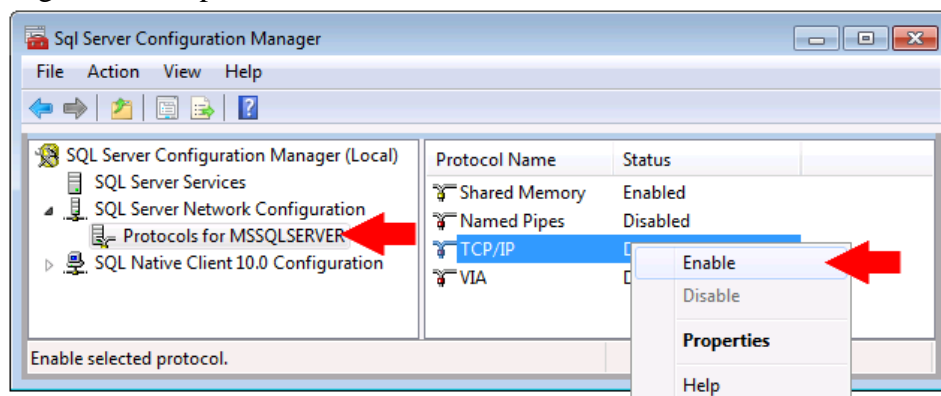 Sql Server Configuration Manager
File Action View Help
SQL Server Configuration Manager (Local)
SQL Server Services
SQL Server Network Configuration
Protocols for MSSQLSERVER
SQL Native Client 10.0 Configuration
Protocol Name Status
Shared Memory Enabled
Named Pipes Disabled
TCP/IP
VIA
Enable
Disable
Properties
Help
Enable selected protocol.